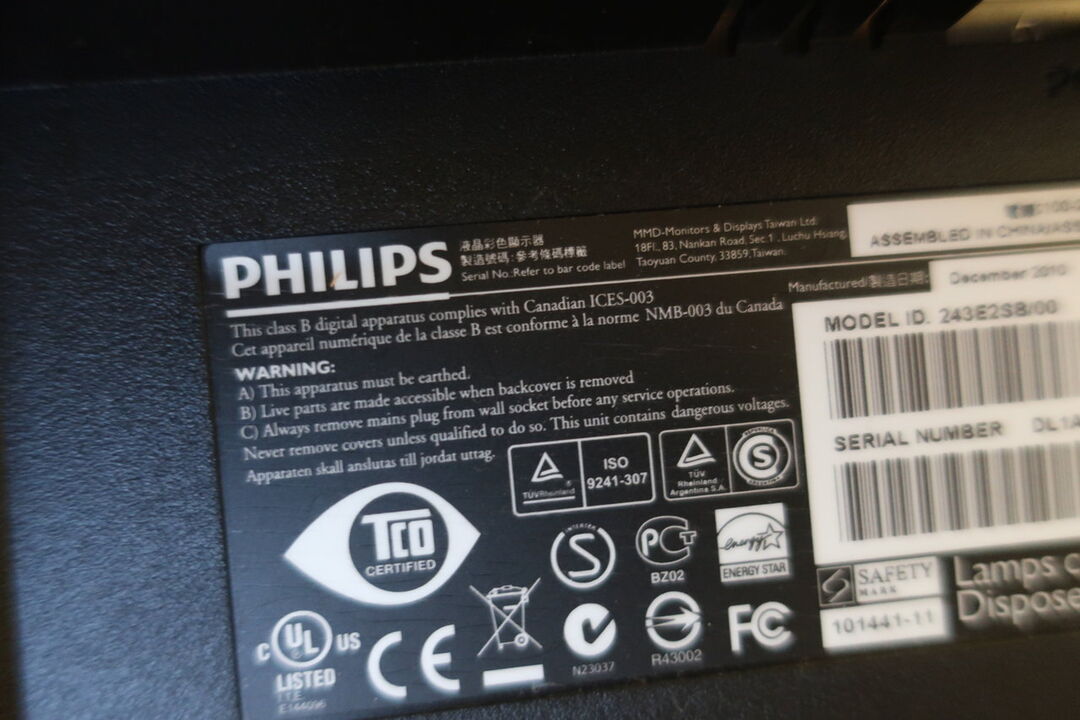 PHILIPS
液晶彩色顯示器
製造號碼:參考條碼標籤
Serial No.:Refer to bar code label
MMD-Monitors & Displays Taiwan Ltd.
18Fl., 83, Nankan Road, Sec.1, Luchu Hsiang,
Taoyuan County, 33859, Taiwan.
ASSEMBLED IN CHINA
This class B digital apparatus complies with Canadian ICES-003
Cet appareil numérique de la classe B est conforme à la norme NMB-003 du Canada
Manufactured/製造日期:
December 2010
MODEL ID. 243E2SB/00
SERIAL NUMBER DL1A
WARNING:
A) This apparatus must be earthed.
B) Live parts are made accessible when backcover is removed
C) Always remove mains plug from wall socket before any service operations.
Never remove covers unless qualified to do so. This unit contains dangerous voltages.
Apparaten skall anslutas till jordat uttag.
TÜVRheinland
ISO
9241-307
TÜV
Rheinland
Argentina S.A.
S
TCO
CERTIFIED
S
PCT
BZ02
energy
ENERGY STAR
SAFETY
MARK
101441-11
Lamps
Dispose
C UL US
LISTED
I.T.E.
E144096
CE
N23037
R43002
FC